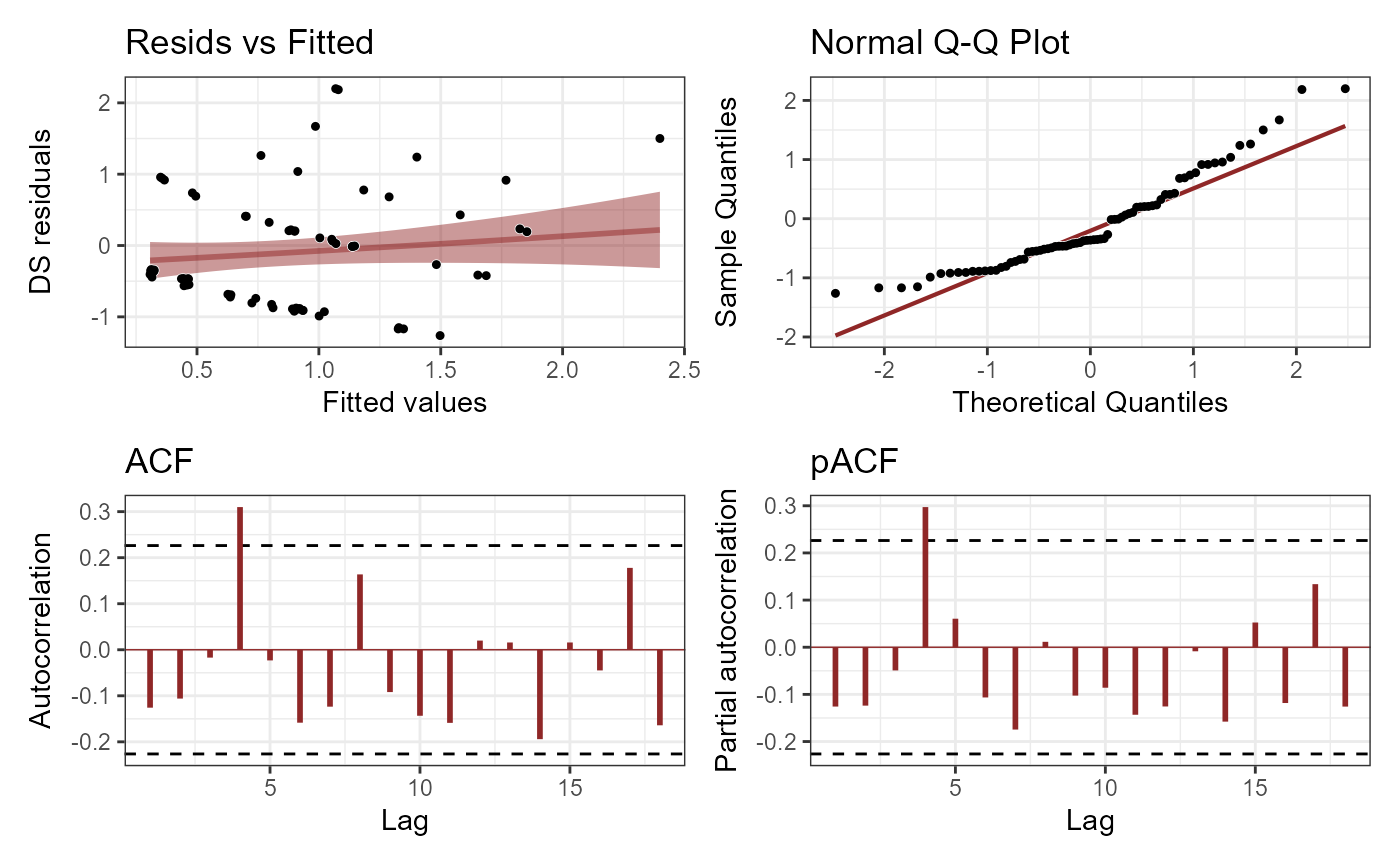 Resids vs Fitted
DS residuals
2
1
0
-1
0.5 1.0 1.5 2.0 2.5
Fitted values
Normal Q-Q Plot
Sample Quantiles
2
1
0
-1
-2
-2 -1 0 1 2
Theoretical Quantiles
ACF
Autocorrelation
0.3
0.2
0.1
0.0
-0.1
-0.2
5 10 15
Lag
pACF
Partial autocorrelation
0.3
0.2
0.1
0.0
-0.1
-0.2
5 10 15
Lag